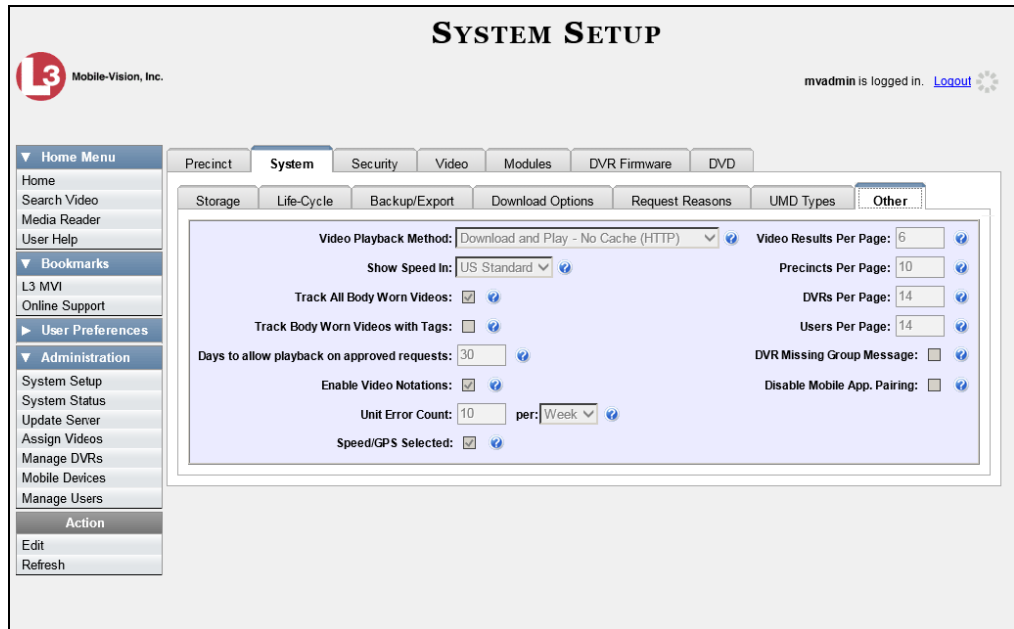 SYSTEM SETUP
L3 Mobile-Vision, Inc.
mvadmin is logged in. Logout
▼ Home Menu
Home
Search Video
Media Reader
User Help
▼ Bookmarks
L3 MVI
Online Support
▶ User Preferences
▼ Administration
System Setup
System Status
Update Server
Assign Videos
Manage DVRs
Mobile Devices
Manage Users
Action
Edit
Refresh
Precinct System Security Video Modules DVR Firmware DVD
Storage Life-Cycle Backup/Export Download Options Request Reasons UMD Types Other
Video Playback Method: Download and Play - No Cache (HTTP) ? Video Results Per Page: 6 ?
Show Speed In: US Standard ? Precincts Per Page: 10 ?
Track All Body Worn Videos: ? DVRs Per Page: 14 ?
Track Body Worn Videos with Tags: ? Users Per Page: 14 ?
Days to allow playback on approved requests: 30 ? DVR Missing Group Message: ?
Enable Video Notations: ? Disable Mobile App. Pairing: ?
Unit Error Count: 10 per: Week ?
Speed/GPS Selected: ?